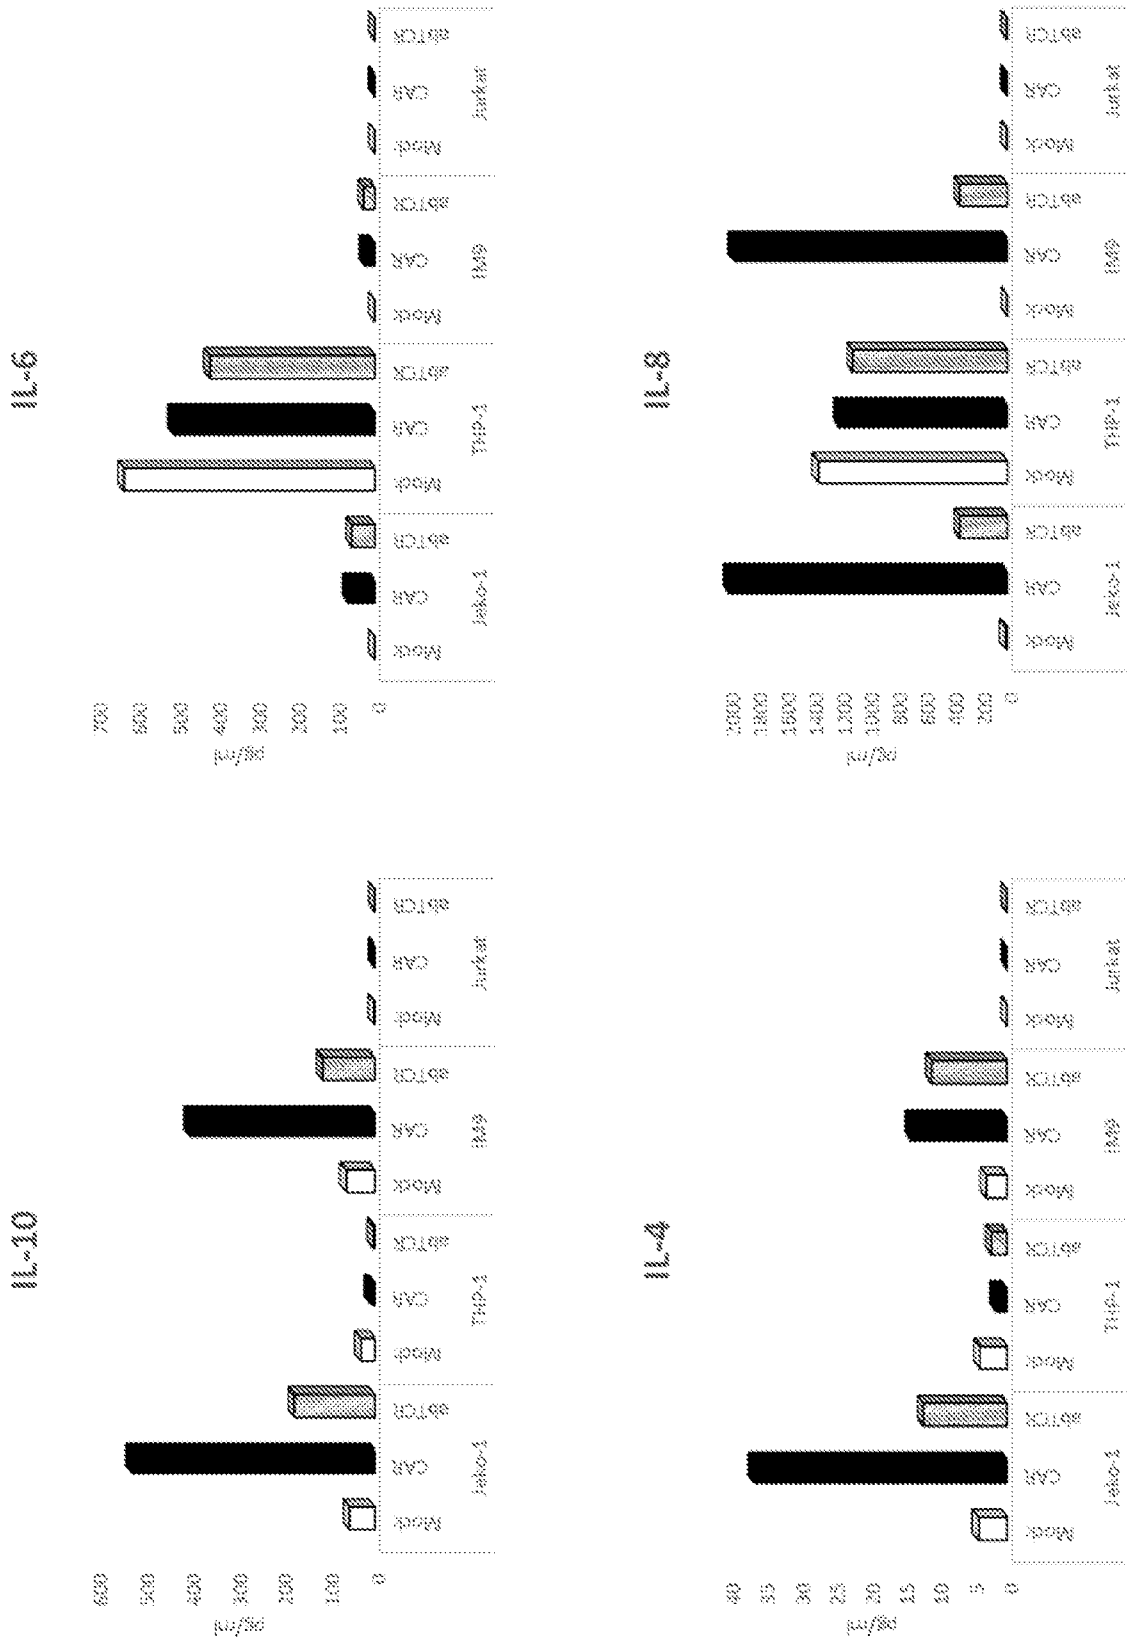 IL-10
pg/ml
600
500
400
300
200
100
0
Mock CAR abTCR Mock CAR abTCR Mock CAR abTCR Mock CAR abTCR
Jeko-1 THP-1 IM9 Jurkat
IL-6
pg/ml
700
600
500
400
300
200
100
0
Mock CAR abTCR Mock CAR abTCR Mock CAR abTCR Mock CAR abTCR
Jeko-1 THP-1 IM9 Jurkat
IL-4
pg/ml
40
35
30
25
20
15
10
5
0
Mock CAR abTCR Mock CAR abTCR Mock CAR abTCR Mock CAR abTCR
Jeko-1 THP-1 IM9 Jurkat
IL-8
pg/ml
2000
1800
1600
1400
1200
1000
800
600
400
200
0
Mock CAR abTCR Mock CAR abTCR Mock CAR abTCR Mock CAR abTCR
Jeko-1 THP-1 IM9 Jurkat